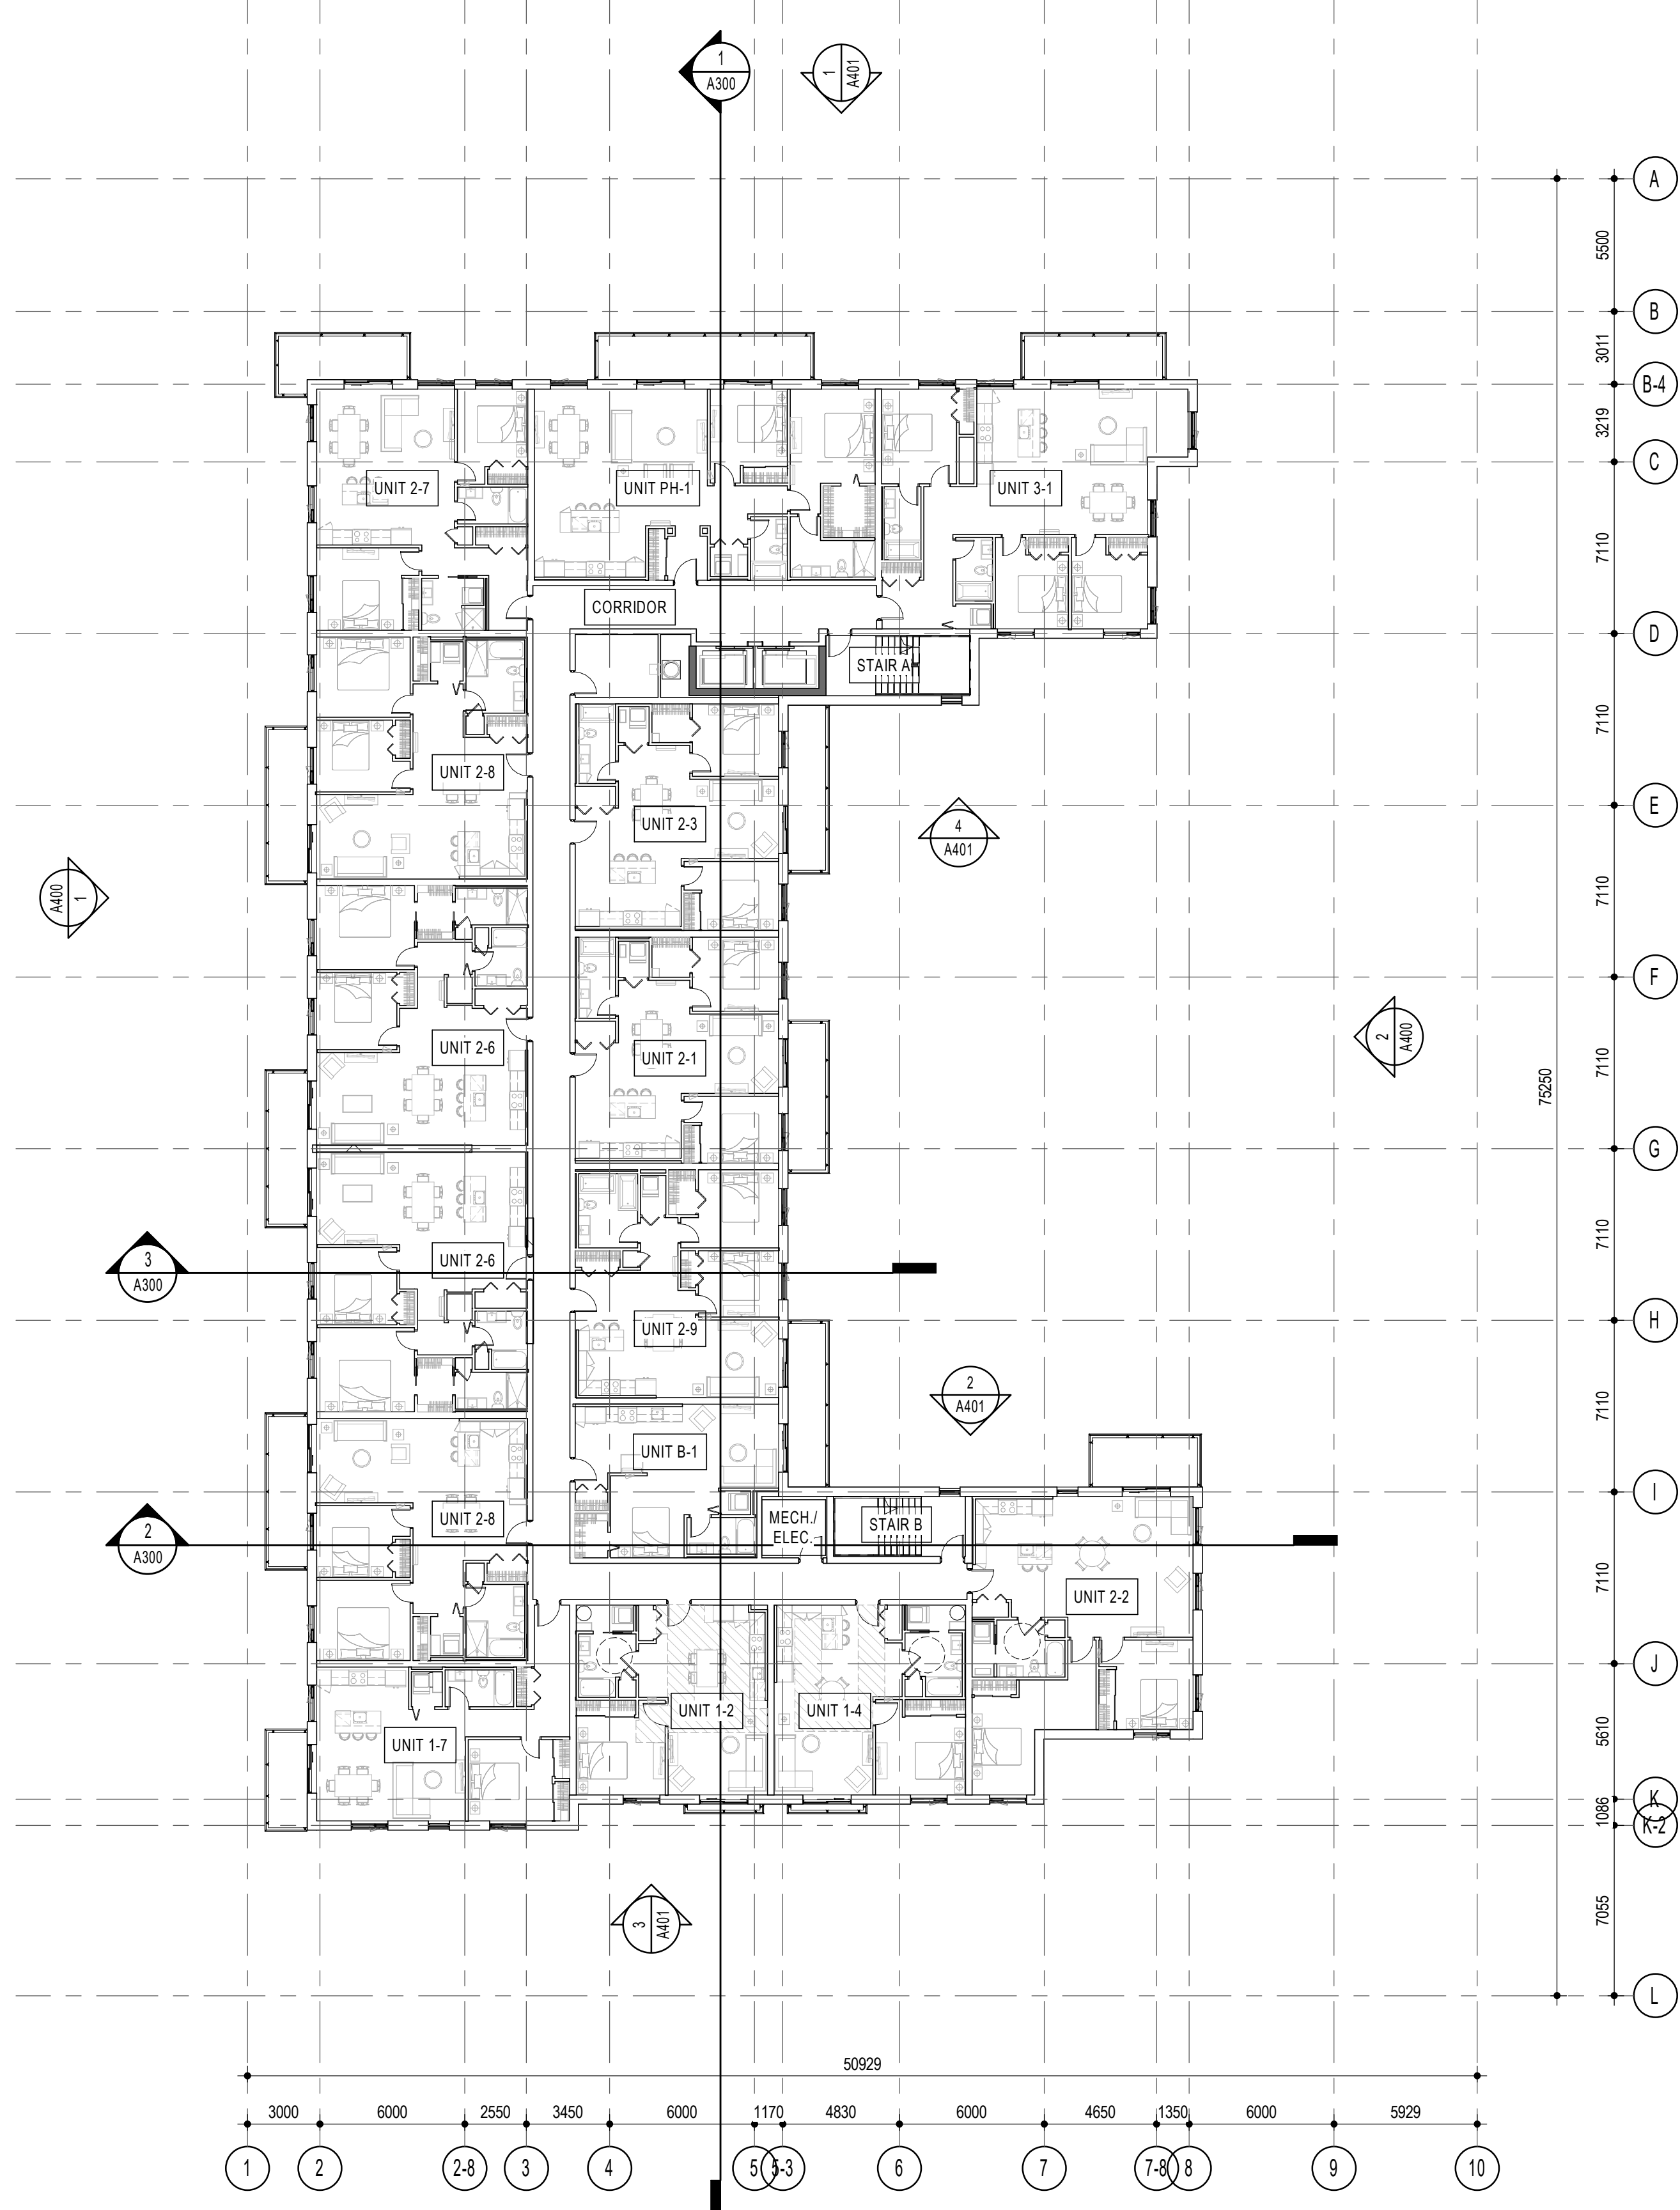 1
A300
1
A401
A
5500
B
3011
B-4
3219
C
UNIT 2-7
UNIT PH-1
UNIT 3-1
7110
CORRIDOR
D
STAIR A
7110
UNIT 2-8
E
UNIT 2-3
4
A401
A400
1
7110
F
2
A400
UNIT 2-6
UNIT 2-1
7110
75250
G
7110
UNIT 2-6
3
A300
H
UNIT 2-9
2
A401
7110
UNIT B-1
I
UNIT 2-8
MECH./
ELEC.
STAIR B
2
A300
7110
UNIT 2-2
J
UNIT 1-2
UNIT 1-4
UNIT 1-7
5610
K
1086
K-2
3
A401
7055
L
50929
3000
6000
2550
3450
6000
1170
4830
6000
4650
1350
6000
5929
1
2
2-8
3
4
5
5-3
6
7
7-8
8
9
10